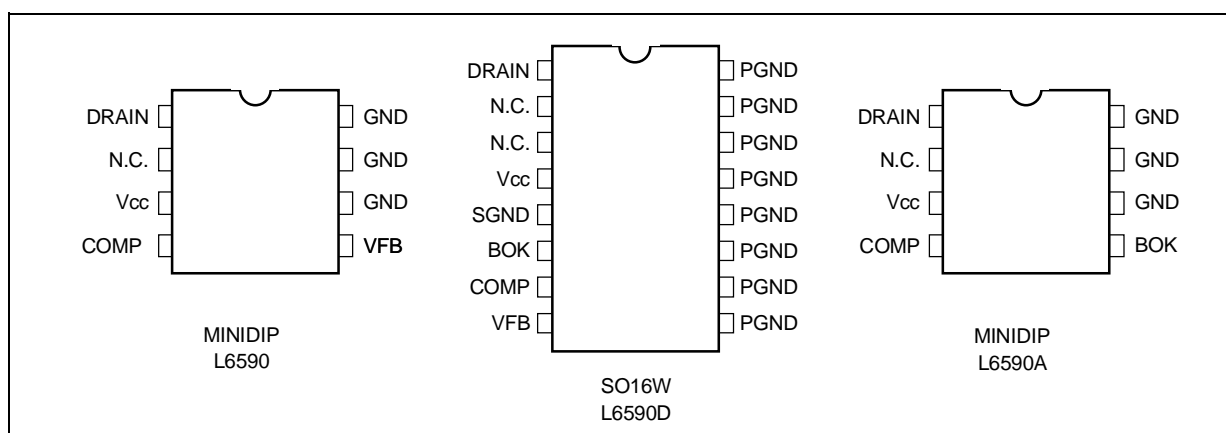 DRAIN
N.C.
Vcc
COMP
GND
GND
GND
VFB
MINIDIP
L6590
DRAIN
N.C.
N.C.
Vcc
SGND
BOK
COMP
VFB
PGND
PGND
PGND
PGND
PGND
PGND
PGND
PGND
SO16W
L6590D
DRAIN
N.C.
Vcc
COMP
GND
GND
GND
BOK
MINIDIP
L6590A